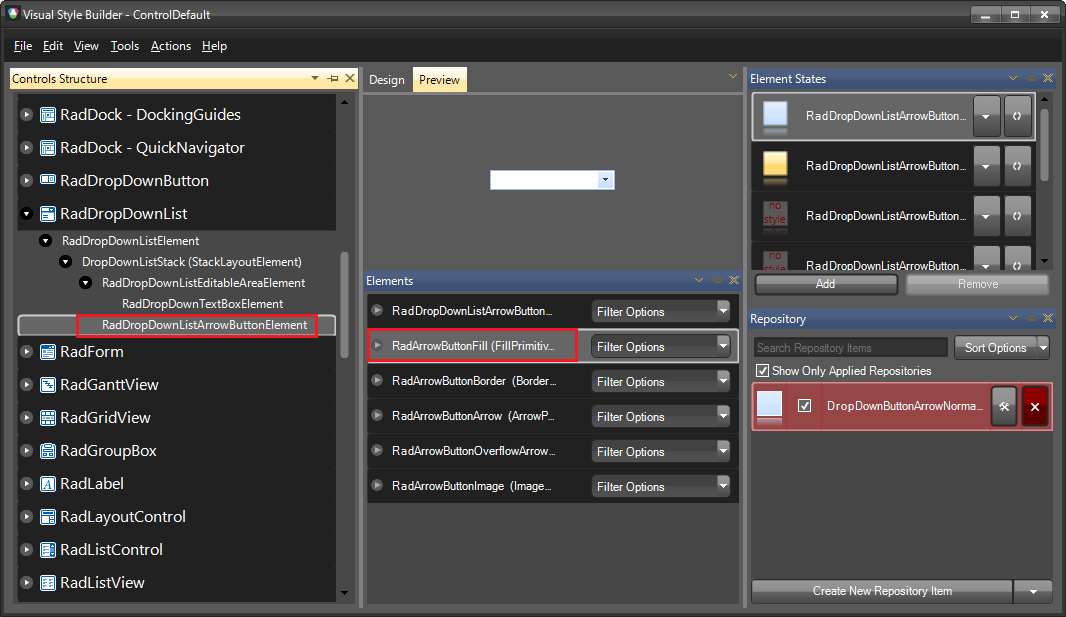 Visual Style Builder - ControlDefault
File Edit View Tools Actions Help
Controls Structure
RadDock - DockingGuides
RadDock - QuickNavigator
RadDropDownButton
RadDropDownList
RadDropDownListElement
DropDownListStack (StackLayoutElement)
RadDropDownListEditableAreaElement
RadDropDownTextBoxElement
RadDropDownListArrowButtonElement
RadForm
RadGanttView
RadGridView
RadGroupBox
RadLabel
RadLayoutControl
RadListControl
RadListView
Design Preview
Elements
RadDropDownListArrowButton... Filter Options
RadArrowButtonFill (FillPrimitiv... Filter Options
RadArrowButtonBorder (Border... Filter Options
RadArrowButtonArrow (ArrowP... Filter Options
RadArrowButtonOverflowArrow... Filter Options
RadArrowButtonImage (Image... Filter Options
Element States
RadDropDownListArrowButton...
RadDropDownListArrowButton...
no style RadDropDownListArrowButton...
no style RadDropDownListArrowButton...
Add Remove
Repository
Search Repository Items Sort Options
Show Only Applied Repositories
DropDownButtonArrowNorma...
Create New Repository Item